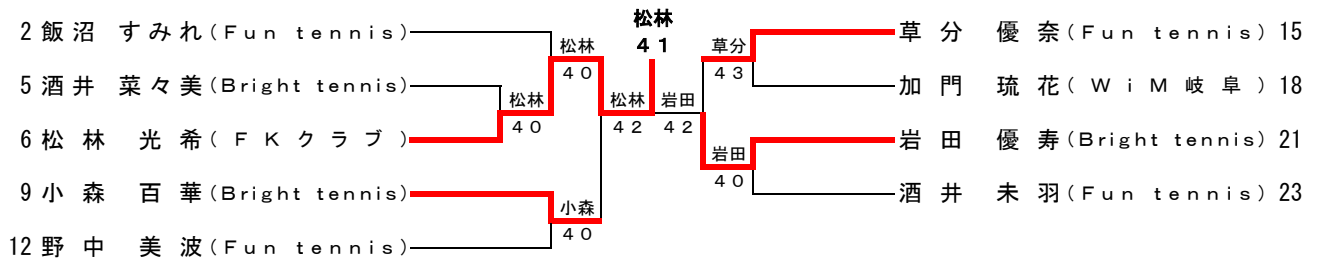 松林
41
2 飯沼 すみれ(Fun tennis)
5 酒井 菜々美(Bright tennis)
6 松林 光希(FKクラブ)
9 小森 百華(Bright tennis)
12 野中 美波(Fun tennis)
松林
40
松林
40
小森
40
松林
42
岩田
42
草分
43
岩田
40
草分 優奈(Fun tennis) 15
加門 琉花(WiM岐阜) 18
岩田 優寿(Bright tennis) 21
酒井 未羽(Fun tennis) 23